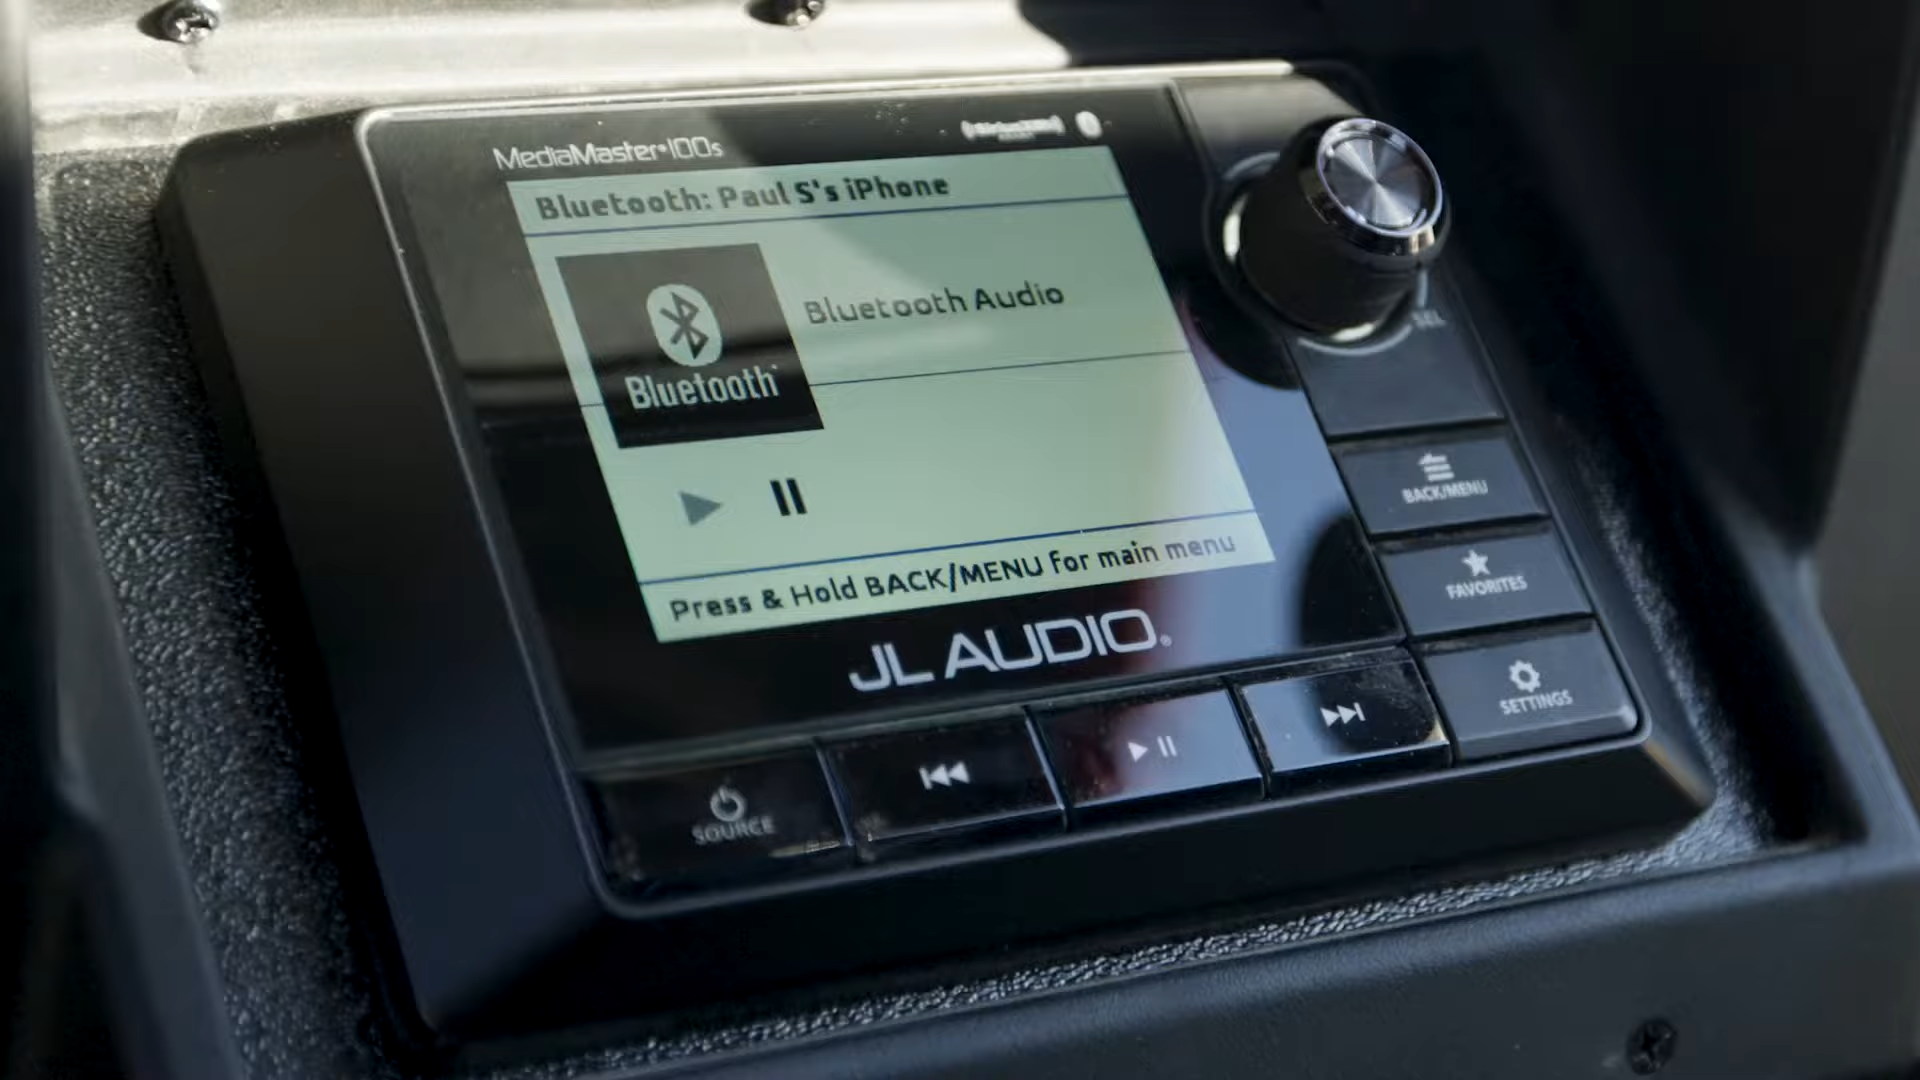 MediaMaster®100s
((SiriusXM))
Bluetooth: Paul S's iPhone
Bluetooth Audio
Bluetooth
Press & Hold BACK/MENU for main menu
JL AUDIO®
SEL
BACK/MENU
FAVORITES
SETTINGS
SOURCE